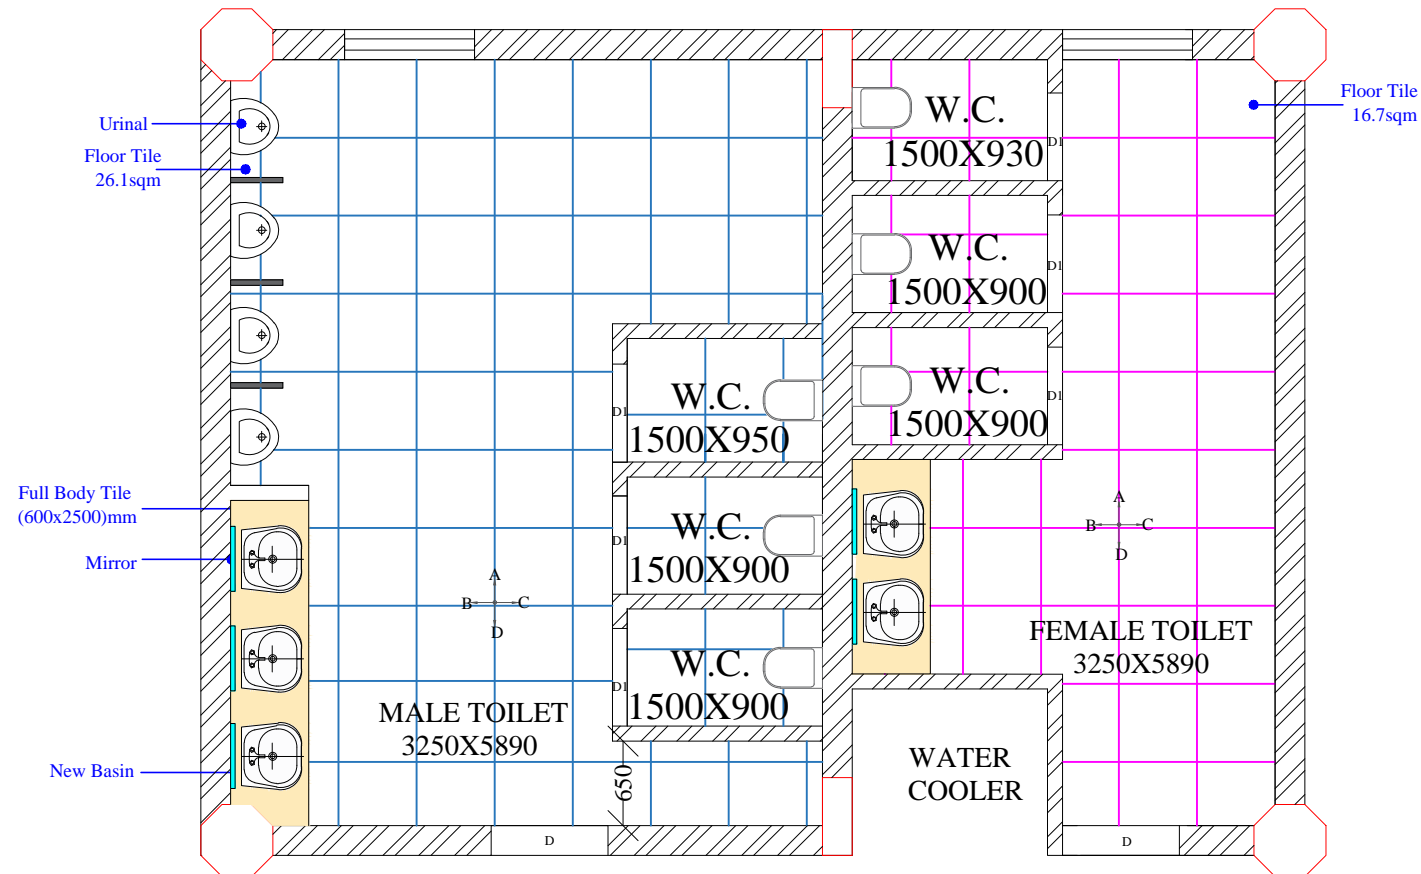 Urinal
Floor Tile
26.1sqm
Full Body Tile
(600x2500)mm
Mirror
New Basin
W.C.
1500X950
D1
W.C.
1500X900
D1
W.C.
1500X900
D1
A
B
C
D
MALE TOILET
3250X5890
650
D
W.C.
1500X930
D1
W.C.
1500X900
D1
W.C.
1500X900
D1
Floor Tile
16.7sqm
A
B
C
D
FEMALE TOILET
3250X5890
WATER
COOLER
D